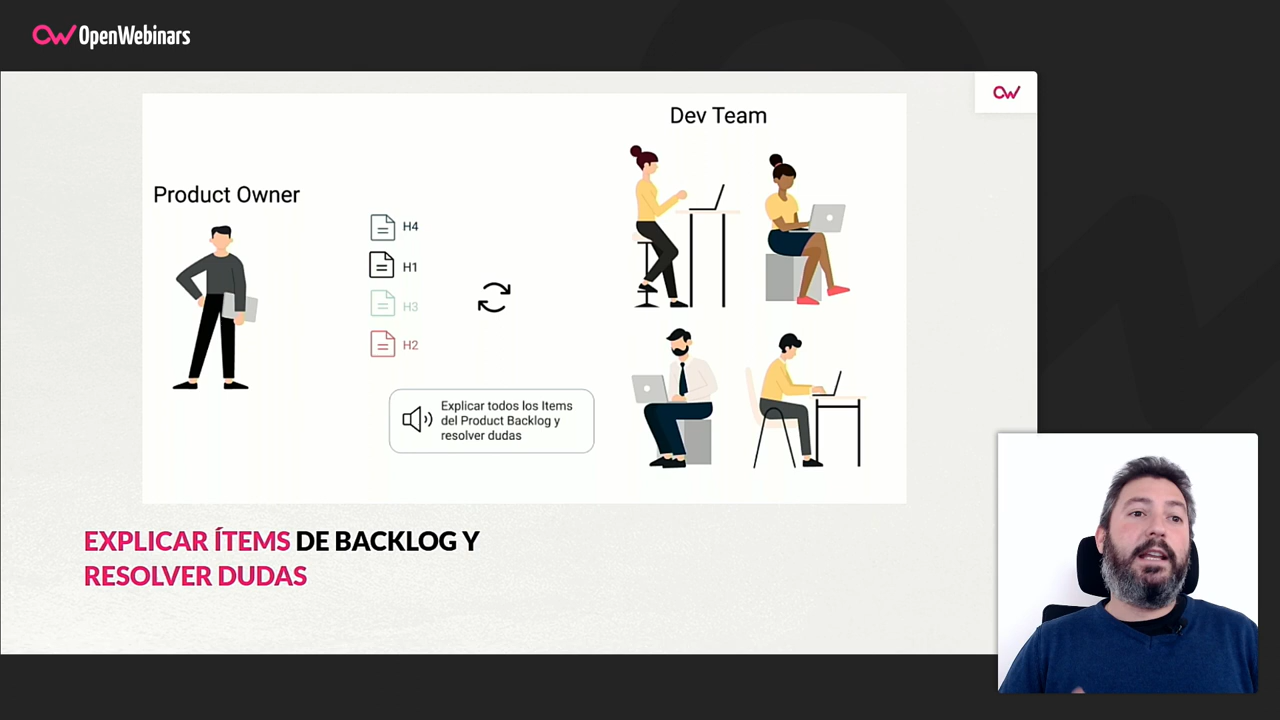 OpenWebinars
Dev Team
Product Owner
H4
H1
H3
H2
Explicar todos los Items
del Product Backlog y
resolver dudas
EXPLICAR ÍTEMS DE BACKLOG Y
RESOLVER DUDAS